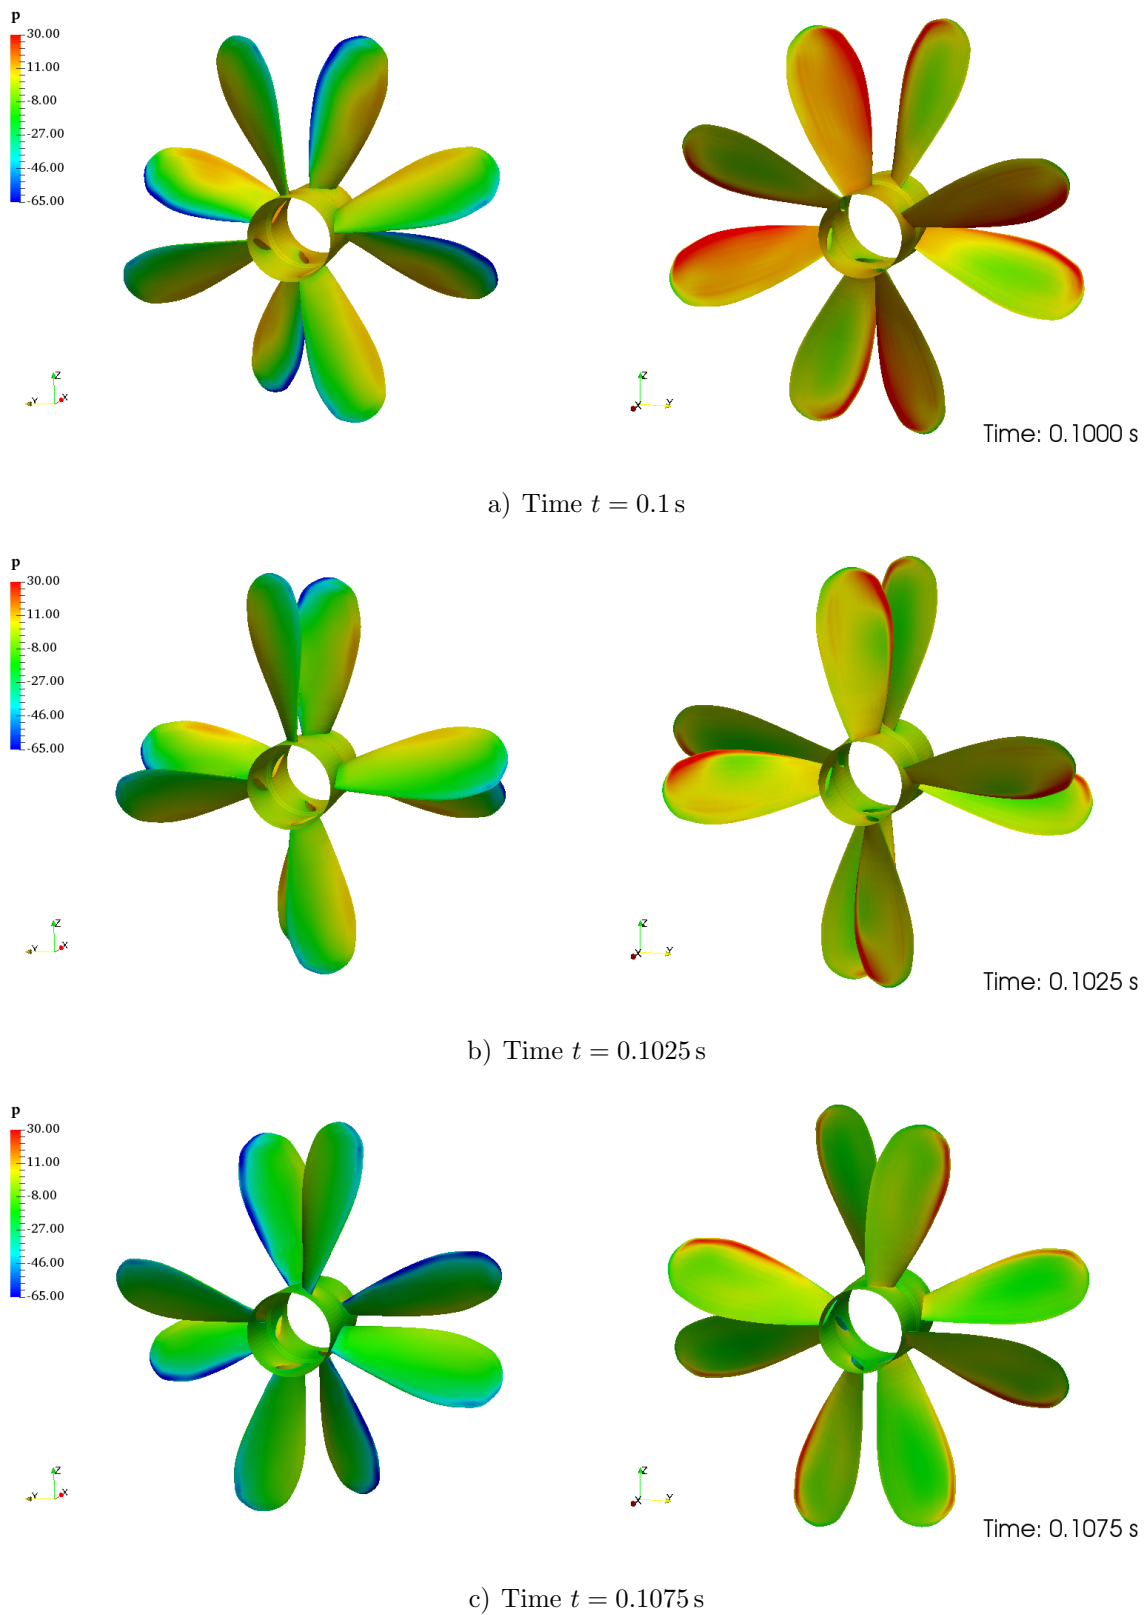 p
30.00
11.00
-8.00
-27.00
-46.00
-65.00
Z
Y
X
Z
X
Y
Time: 0.1000 s
a) Time t = 0.1 s
p
30.00
11.00
-8.00
-27.00
-46.00
-65.00
Z
Y
X
Z
X
Y
Time: 0.1025 s
b) Time t = 0.1025 s
p
30.00
11.00
-8.00
-27.00
-46.00
-65.00
Z
Y
X
Z
X
Y
Time: 0.1075 s
c) Time t = 0.1075 s